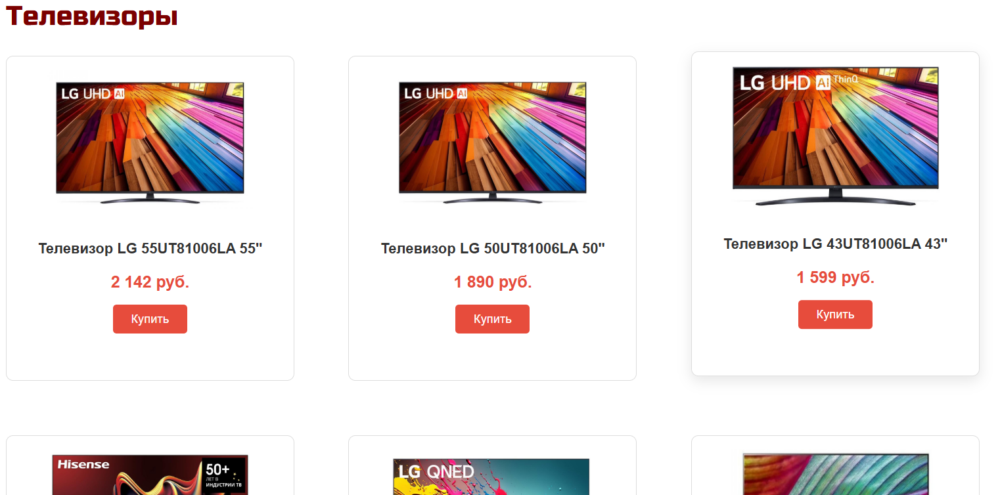 Телевизоры
LG UHD AI
LG UHD AI
LG UHD AI ThinQ
Телевизор LG 55UT81006LA 55"
Телевизор LG 50UT81006LA 50"
Телевизор LG 43UT81006LA 43"
2 142 руб.
1 890 руб.
1 599 руб.
Купить
Купить
Купить
Hisense
50+
ЛЕТ В
ИНДУСТРИИ ТВ
LG QNED